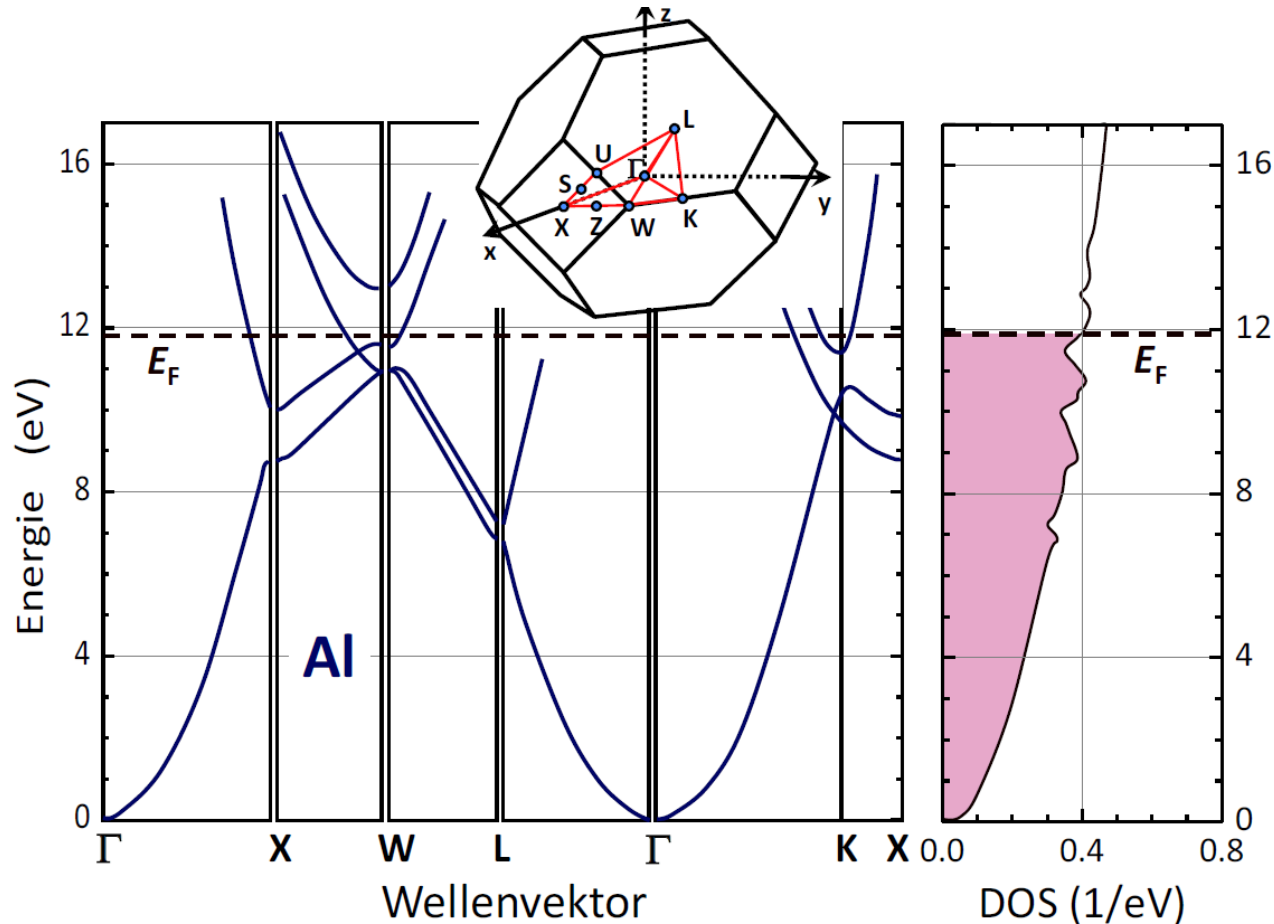 z
L
U
Γ
S
y
X
Z
W
K
x
16
12
8
4
0
Energie (eV)
E_F
Al
16
12
8
4
0
E_F
Γ X W L Γ K X
0.0 0.4 0.8
Wellenvektor
DOS (1/eV)